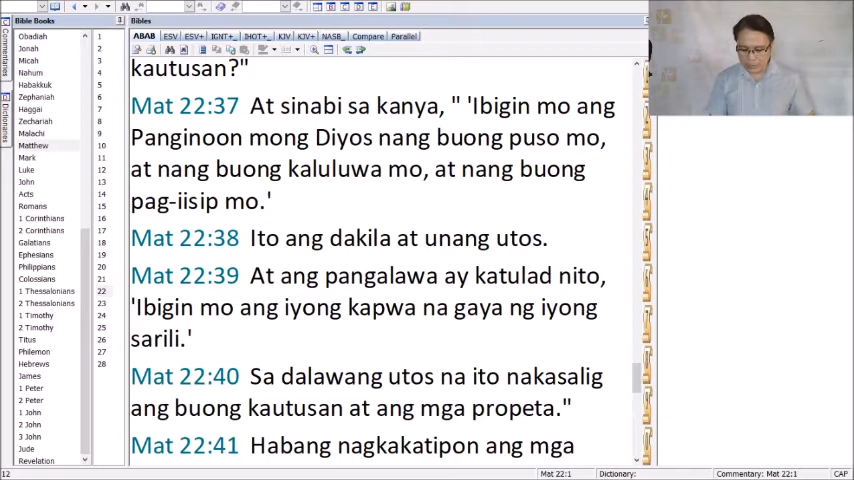 Bible Books
Bibles
Commentaries
Dictionaries
Obadiah
Jonah
Micah
Nahum
Habakkuk
Zephaniah
Haggai
Zechariah
Malachi
Matthew
Mark
Luke
John
Acts
Romans
1 Corinthians
2 Corinthians
Galatians
Ephesians
Philippians
Colossians
1 Thessalonians
2 Thessalonians
1 Timothy
2 Timothy
Titus
Philemon
Hebrews
James
1 Peter
2 Peter
1 John
2 John
3 John
Jude
Revelation
1
2
3
4
5
6
7
8
9
10
11
12
13
14
15
16
17
18
19
20
21
22
23
24
25
26
27
28
ABAB ESV ESV+ IGNT+_ IHOT+_ KJV KJV+ NASB_ Compare Parallel
kautusan?"
Mat 22:37 At sinabi sa kanya, " 'Ibigin mo ang
Panginoon mong Diyos nang buong puso mo,
at nang buong kaluluwa mo, at nang buong
pag-iisip mo.'
Mat 22:38 Ito ang dakila at unang utos.
Mat 22:39 At ang pangalawa ay katulad nito,
'Ibigin mo ang iyong kapwa na gaya ng iyong
sarili.'
Mat 22:40 Sa dalawang utos na ito nakasalig
ang buong kautusan at ang mga propeta."
Mat 22:41 Habang nagkakatipon ang mga
12 Mat 22:1 Dictionary: Commentary: Mat 22:1 CAP